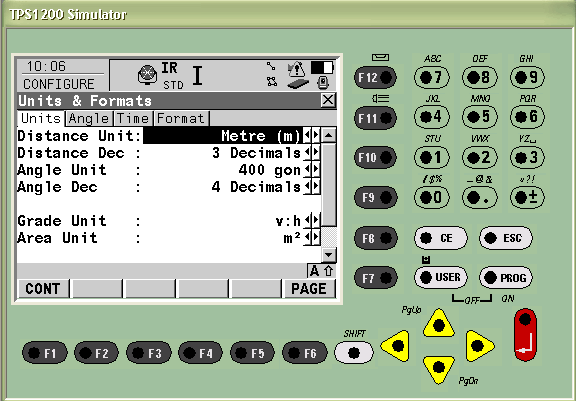 TPS1200 Simulator
10:06
CONFIGURE
IR
STD
I
Units & Formats
Units Angle Time Format
Distance Unit: Metre (m)
Distance Dec : 3 Decimals
Angle Unit : 400 gon
Angle Dec : 4 Decimals
Grade Unit : v:h
Area Unit : m²
A
CONT PAGE
ABC DEF GHI
F12 7 8 9
JKL MNO PQR
F11 4 5 6
STU VWX YZ
F10 1 2 3
/$% _@& *?!
F9 0 . ±
F8 CE ESC
F7 USER PROG
OFF ON
PgUp
SHIFT
F1 F2 F3 F4 F5 F6
PgDn